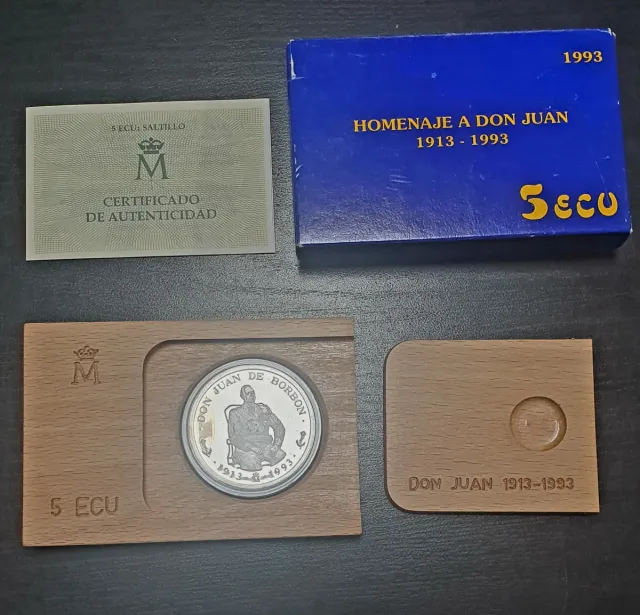 5 ECU: SALTILLO
M
CERTIFICADO
DE AUTENTICIDAD
1993
HOMENAJE A DON JUAN
1913 - 1993
5 ECU
M
5 ECU
DON JUAN DE BORBON
· 1913 M 1993 ·
DON JUAN 1913-1993